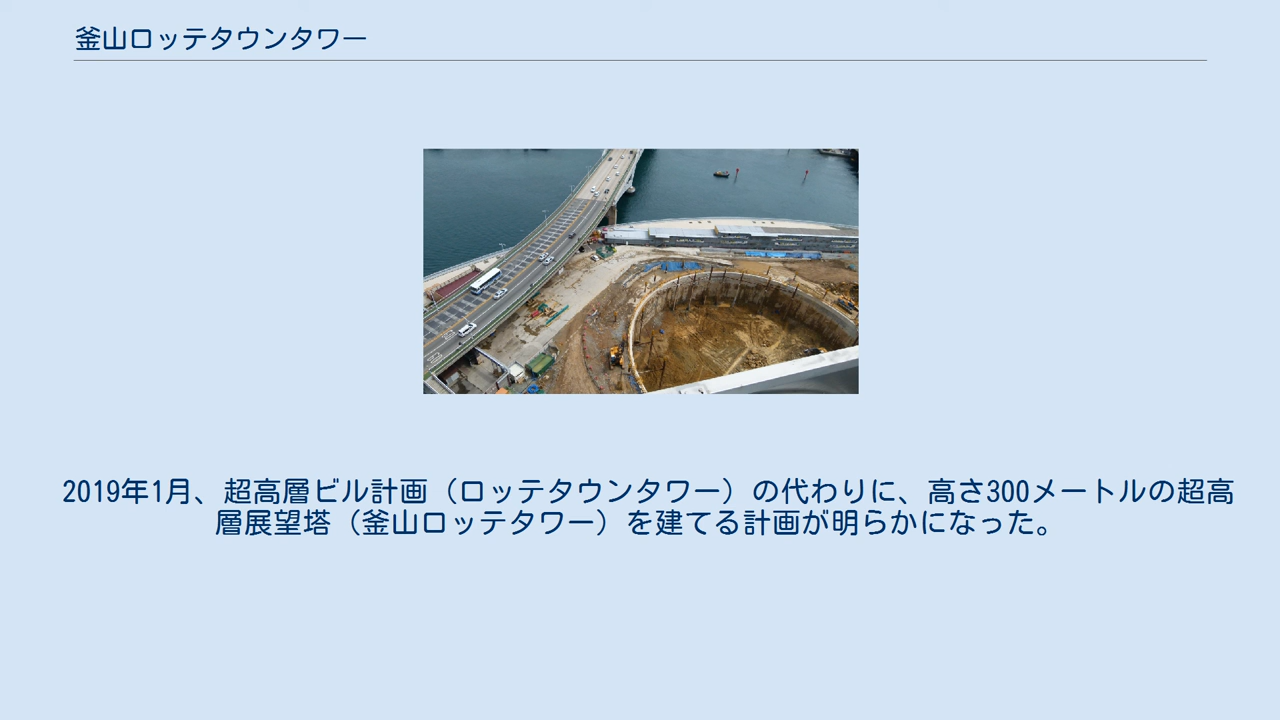 釜山ロッテタウンタワー
2019年1月、超高層ビル計画（ロッテタウンタワー）の代わりに、高さ300メートルの超高
層展望塔（釜山ロッテタワー）を建てる計画が明らかになった。